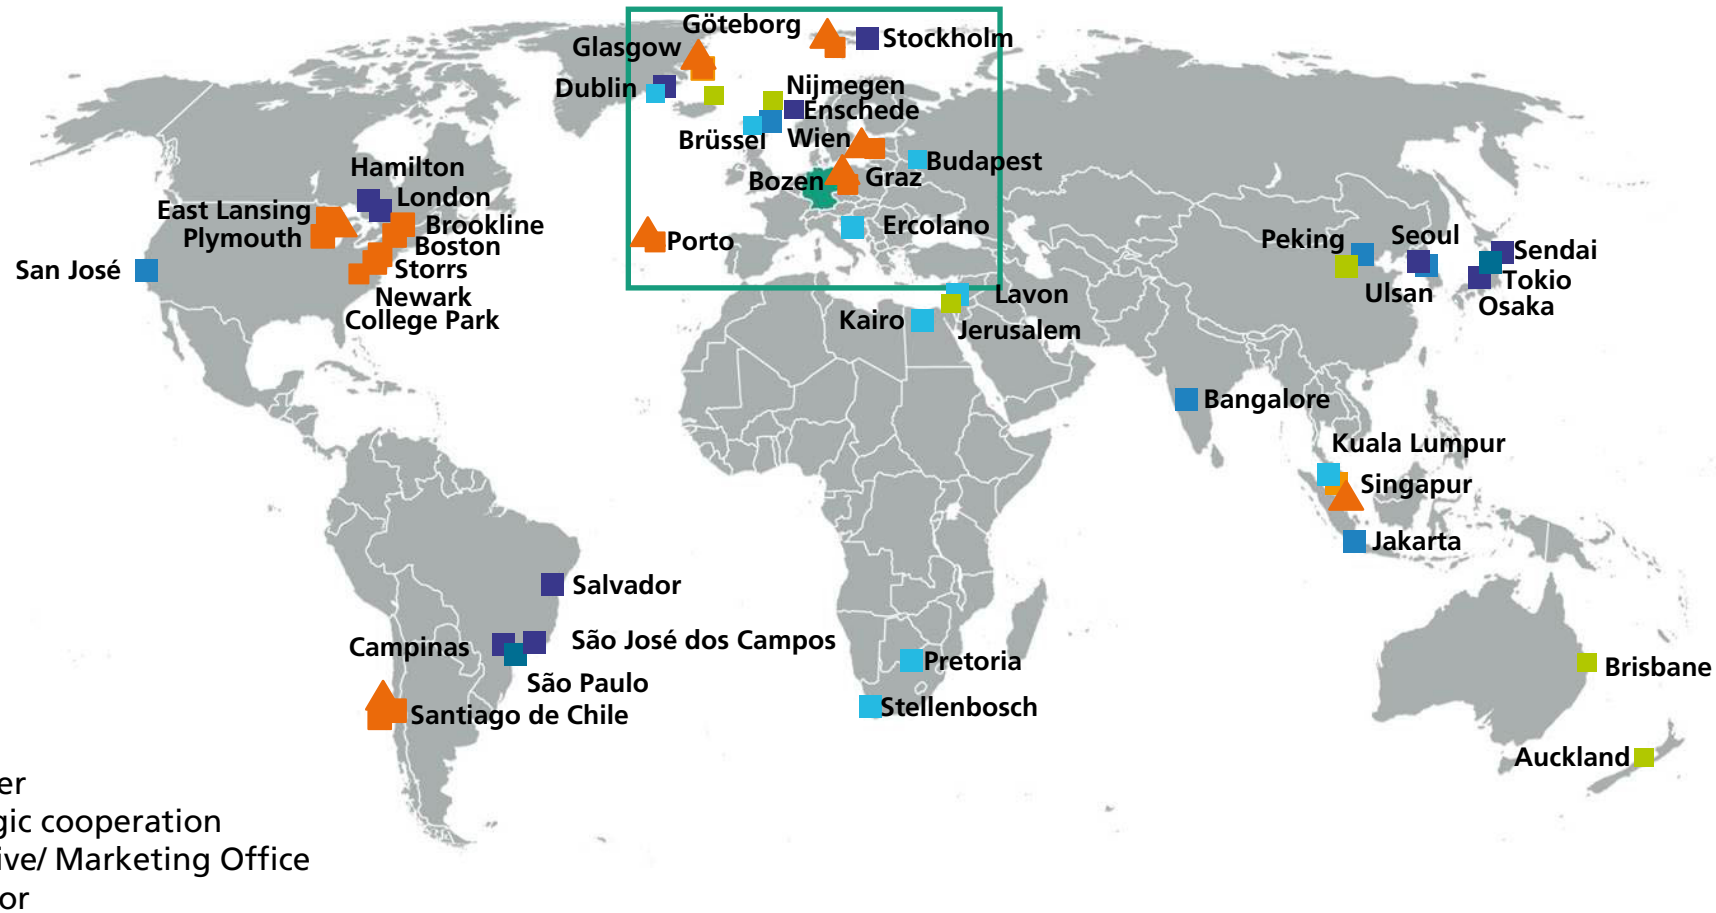 Göteborg
Stockholm
Glasgow
Dublin
Nijmegen
Enschede
Brüssel
Wien
Budapest
Bozen
Graz
Ercolano
Porto
Hamilton
London
East Lansing
Brookline
Plymouth
Boston
San José
Storrs
Newark
College Park
Peking
Seoul
Sendai
Tokio
Ulsan
Osaka
Lavon
Kairo
Jerusalem
Bangalore
Kuala Lumpur
Singapur
Jakarta
Salvador
Campinas
São José dos Campos
São Paulo
Santiago de Chile
Pretoria
Stellenbosch
Brisbane
Auckland
er
gic cooperation
ive/ Marketing Office
or